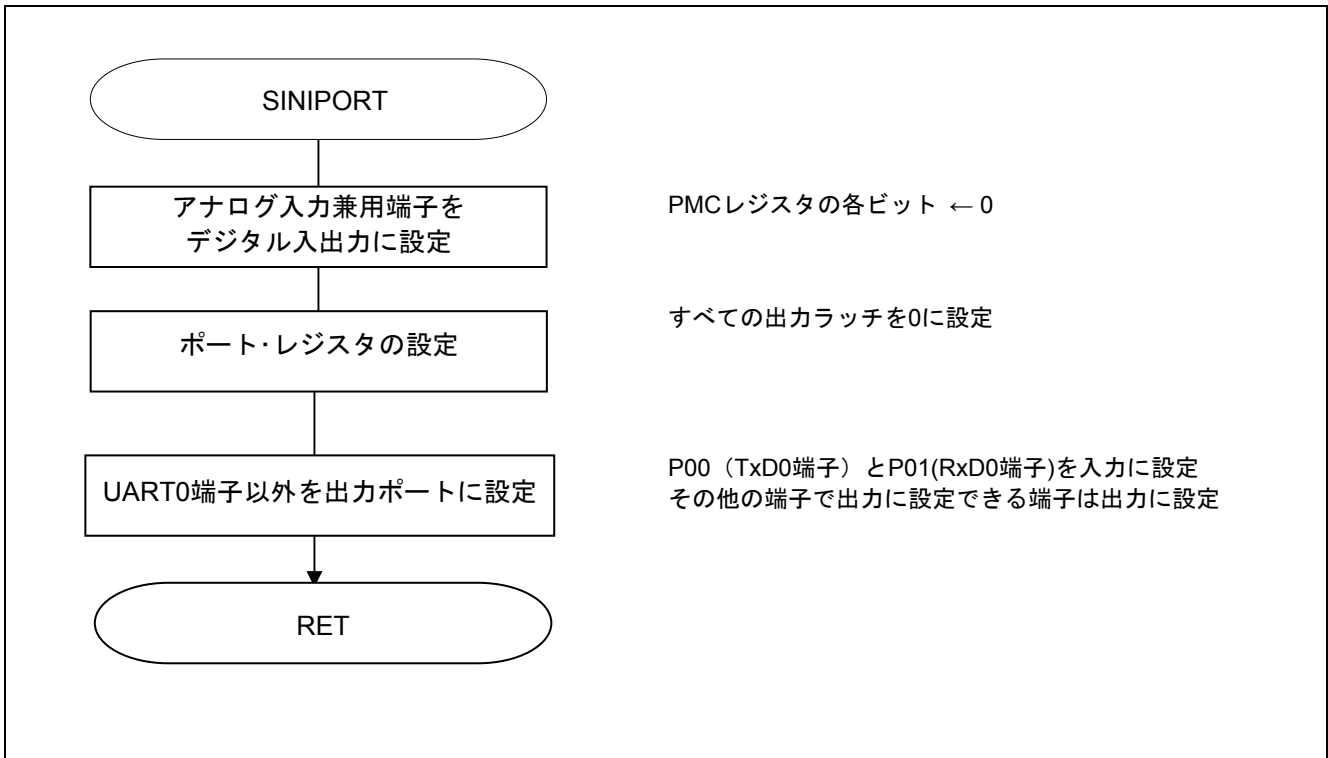 SINIPORT
アナログ入力兼用端子を
デジタル入出力に設定
PMCレジスタの各ビット ← 0
ポート・レジスタの設定
すべての出力ラッチを0に設定
UART0端子以外を出力ポートに設定
P00（TxD0端子）とP01(RxD0端子)を入力に設定
その他の端子で出力に設定できる端子は出力に設定
RET